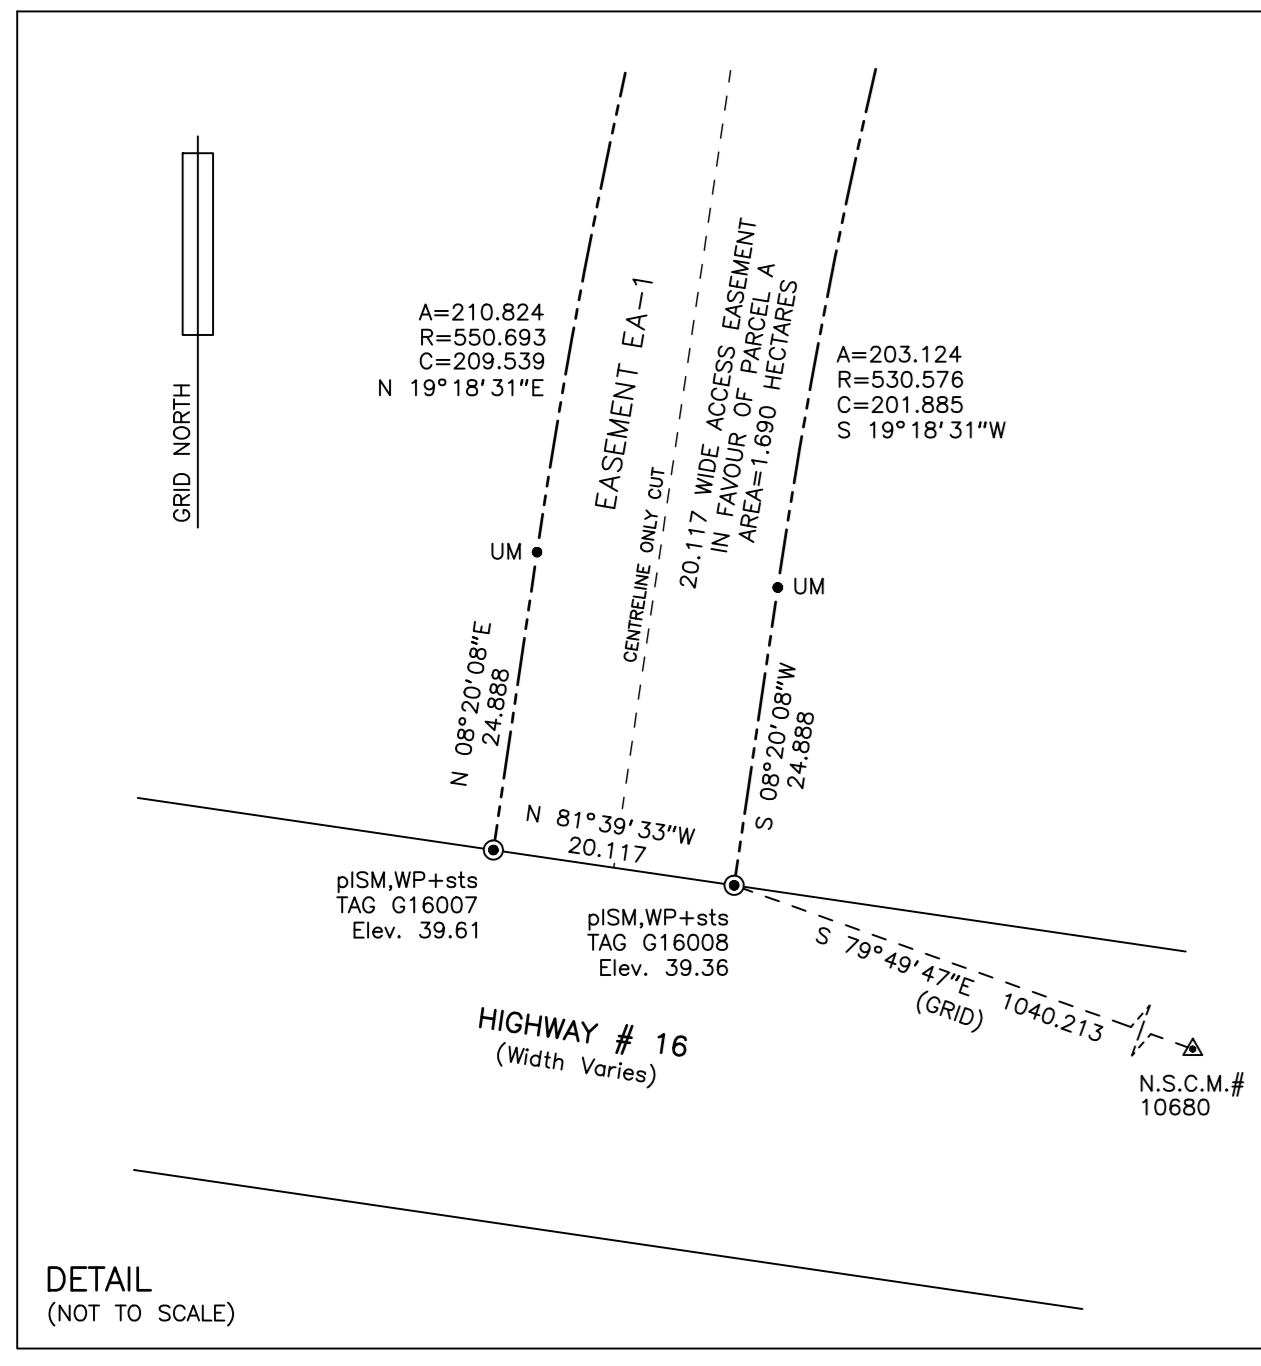 A=210.824
R=550.693
C=209.539
N 19°18'31"E
GRID NORTH
EASEMENT EA-1
CENTRELINE ONLY CUT
20.117 WIDE ACCESS EASEMENT
IN FAVOUR OF PARCEL A
AREA=1.690 HECTARES
A=203.124
R=530.576
C=201.885
S 19°18'31"W
UM
UM
N 08°20'08"E
24.888
S 08°20'08"W
24.888
N 81°39'33"W
20.117
pISM,WP+sts
TAG G16007
Elev. 39.61
pISM,WP+sts
TAG G16008
Elev. 39.36
S 79°49'47"E 1040.213
(GRID)
HIGHWAY # 16
(Width Varies)
N.S.C.M.#
10680
DETAIL
(NOT TO SCALE)